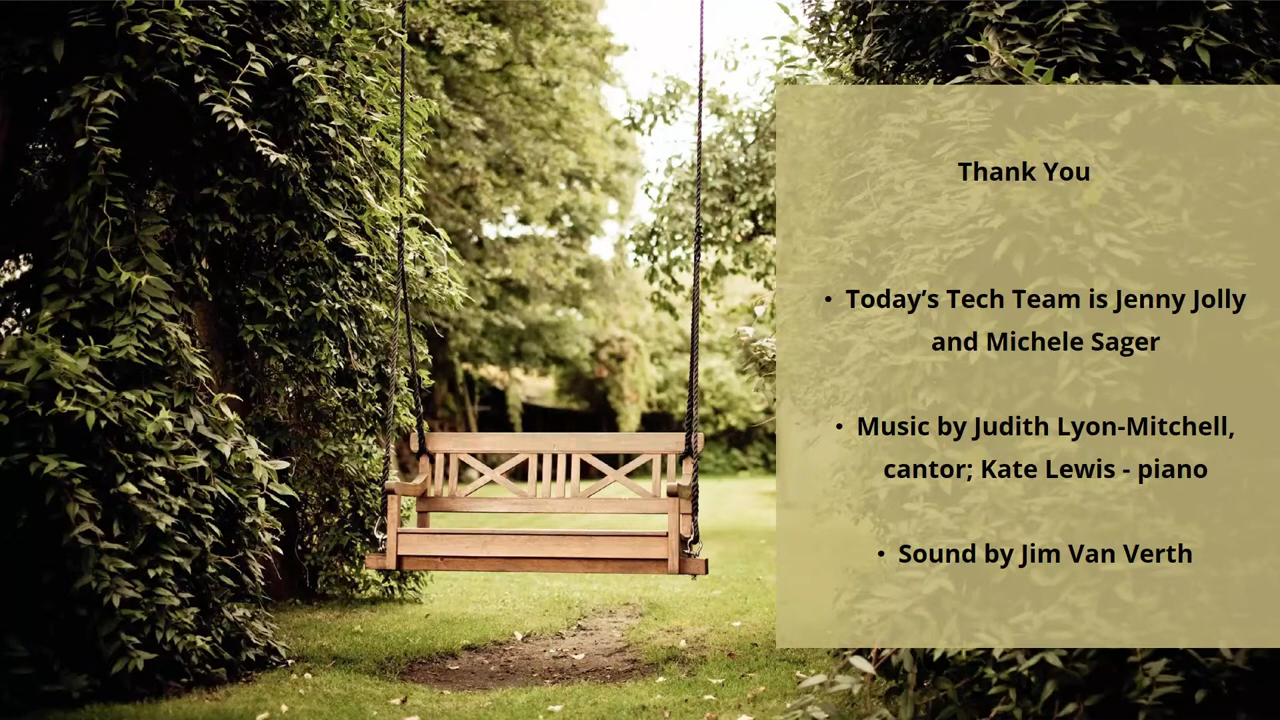 Thank You
• Today’s Tech Team is Jenny Jolly
and Michele Sager
• Music by Judith Lyon-Mitchell,
cantor; Kate Lewis - piano
• Sound by Jim Van Verth